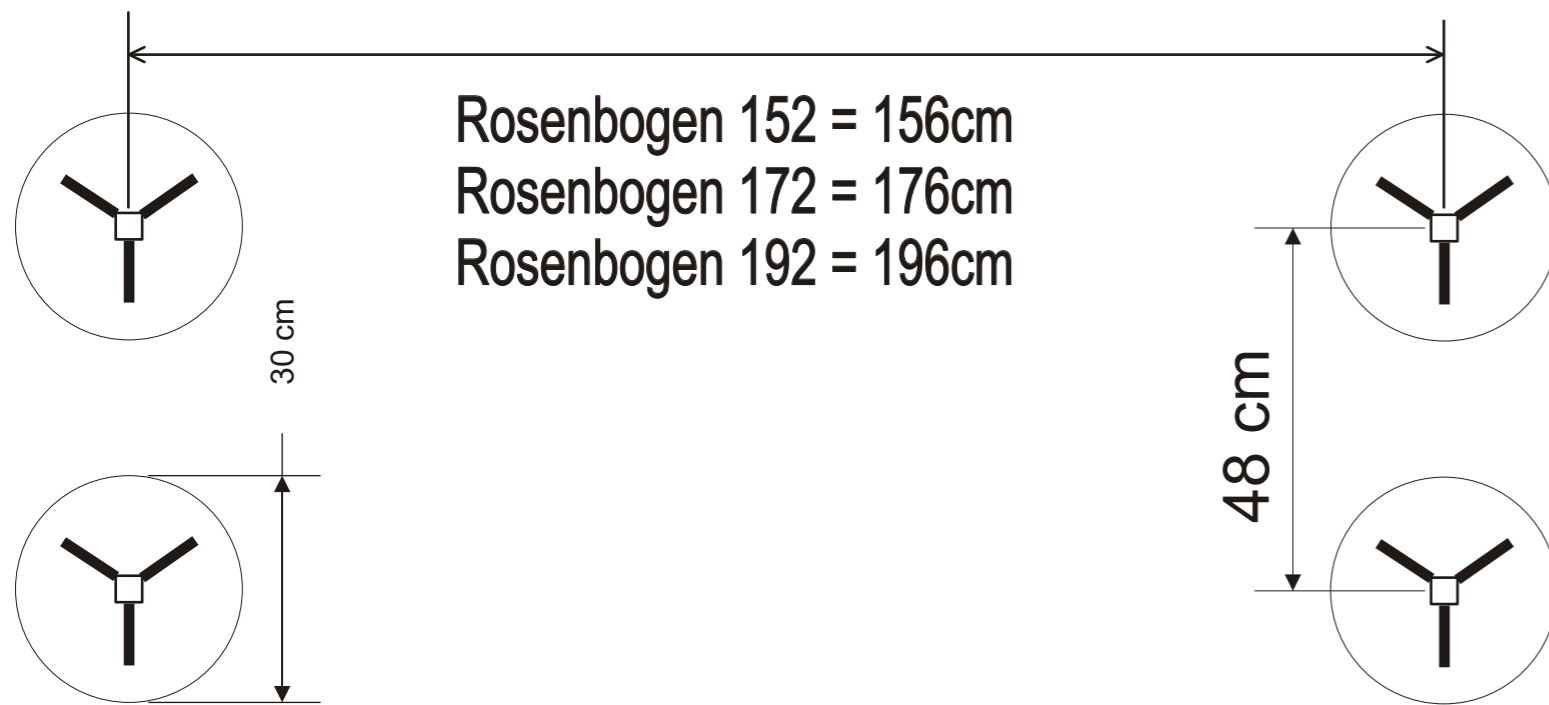 Rosenbogen 152 = 156cm
Rosenbogen 172 = 176cm
Rosenbogen 192 = 196cm
30 cm
48 cm